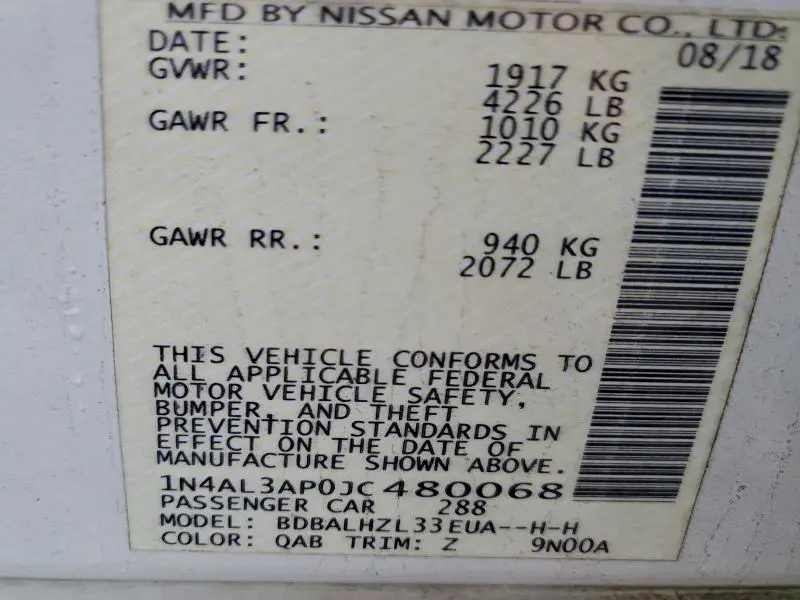 MFD BY NISSAN MOTOR CO., LTD.
DATE: 08/18
GVWR: 1917 KG
4226 LB
GAWR FR.: 1010 KG
2227 LB
GAWR RR.: 940 KG
2072 LB
THIS VEHICLE CONFORMS TO
ALL APPLICABLE FEDERAL
MOTOR VEHICLE SAFETY,
BUMPER, AND THEFT
PREVENTION STANDARDS IN
EFFECT ON THE DATE OF
MANUFACTURE SHOWN ABOVE.
1N4AL3AP0JC480068
PASSENGER CAR 288
MODEL: BDBALHZL33EUA--H-H
COLOR: QAB TRIM: Z 9N00A